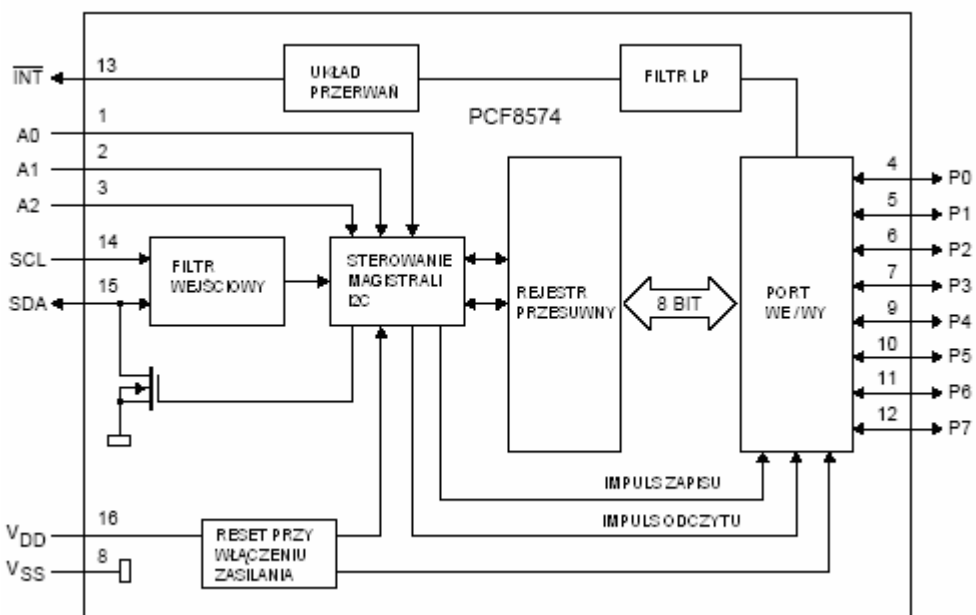 13
INT
UKŁAD
PRZERWAŃ
FILTR LP
PCF8574
1
A0
2
A1
3
A2
14
SCL
15
SDA
FILTR
WEJŚCIOWY
STEROWANIE
MAGISTRALI
I2C
REJESTR
PRZESUWNY
8 BIT
PORT
WE/WY
4
P0
5
P1
6
P2
7
P3
9
P4
10
P5
11
P6
12
P7
IMPULS ZAPISU
IMPULS ODCZYTU
16
VDD
8
VSS
RESET PRZY
WŁĄCZENIU
ZASILANIA